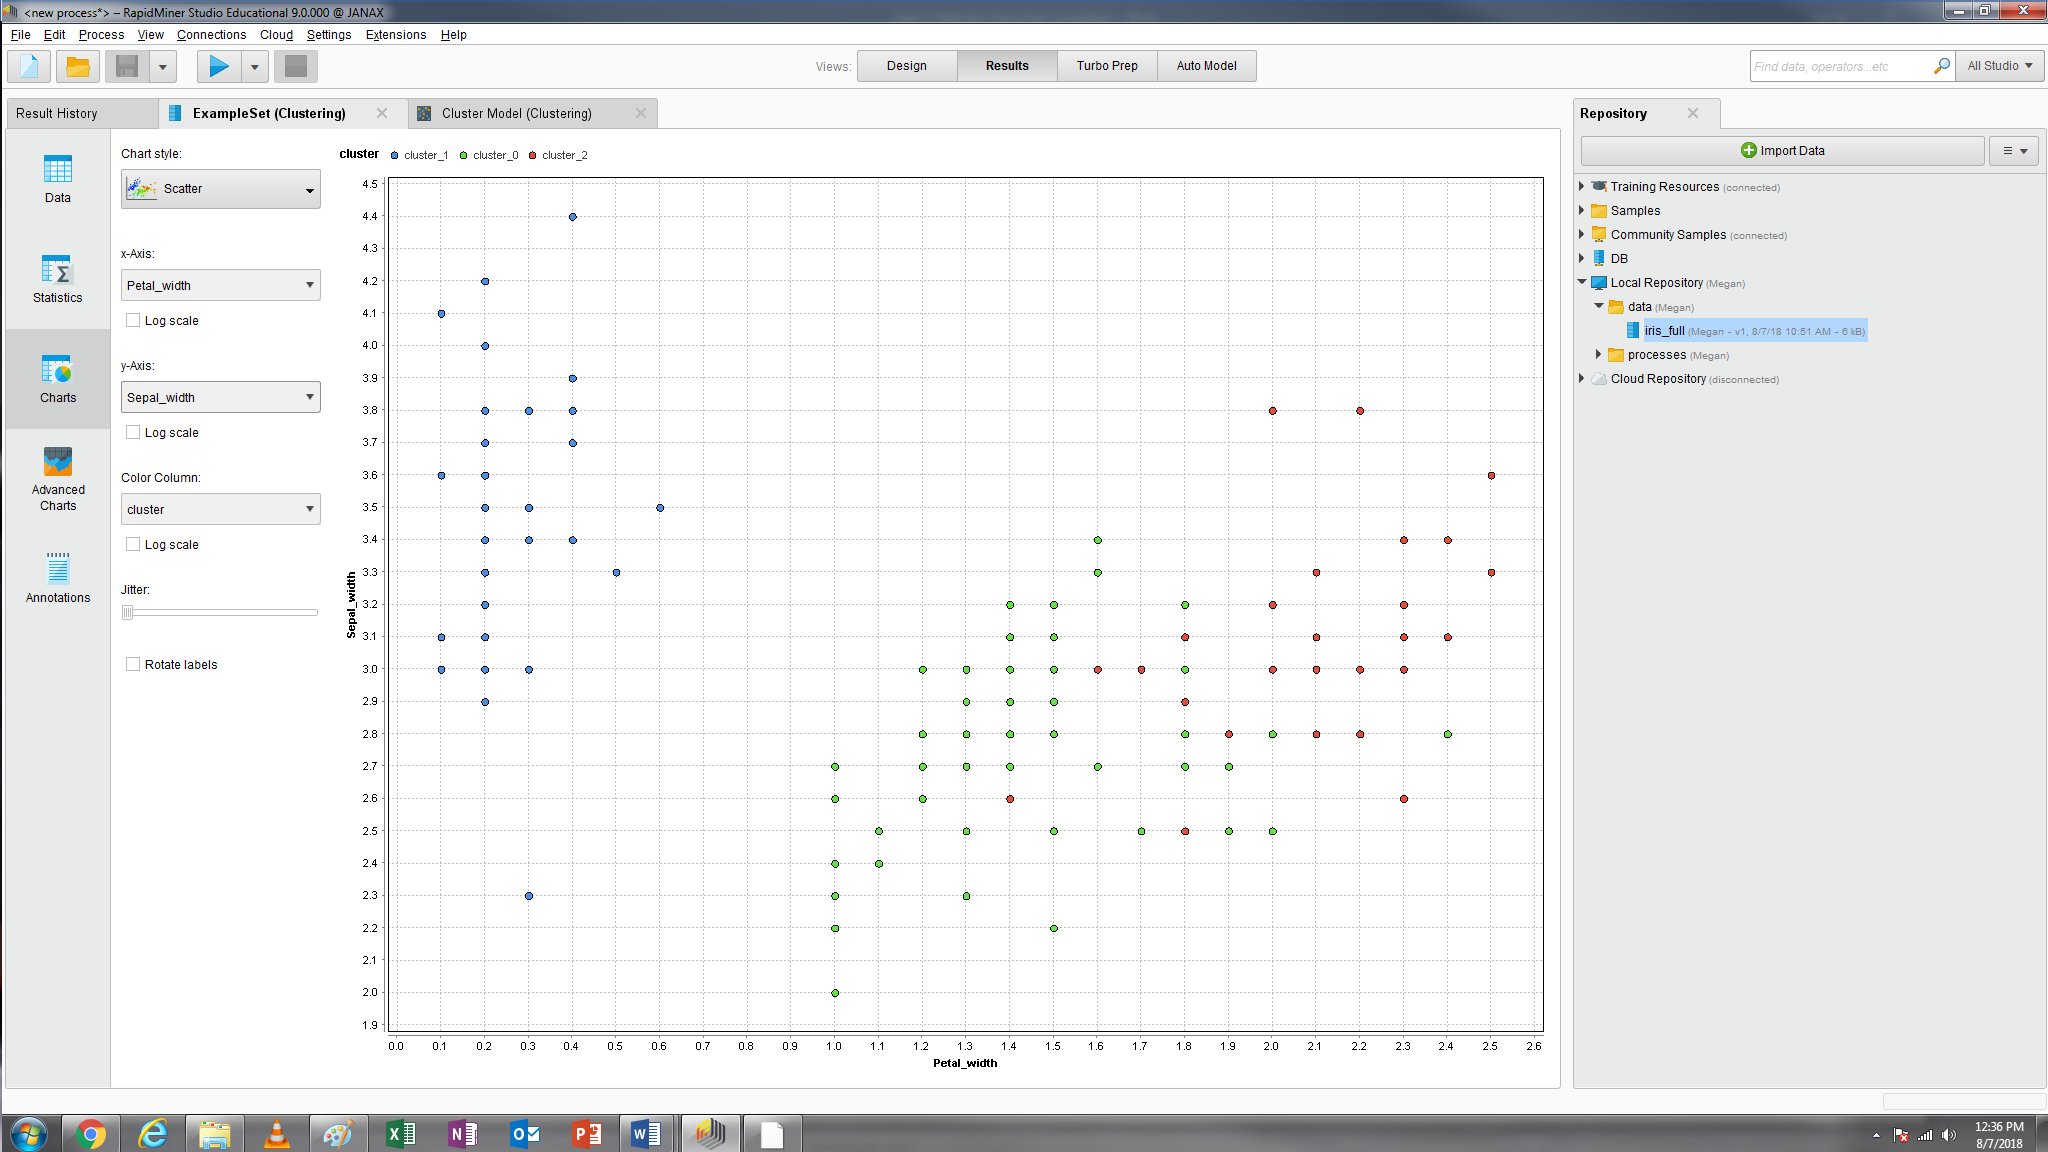 <new process*> – RapidMiner Studio Educational 9.0.000 @ JANAX
File Edit Process View Connections Cloud Settings Extensions Help
Views: Design Results Turbo Prep Auto Model
Find data, operators...etc
All Studio
Result History
ExampleSet (Clustering)
Cluster Model (Clustering)
Data
Statistics
Charts
Advanced
Charts
Annotations
Chart style:
Scatter
x-Axis:
Petal_width
Log scale
y-Axis:
Sepal_width
Log scale
Color Column:
cluster
Log scale
Jitter:
Rotate labels
cluster cluster_1 cluster_0 cluster_2
4.5
4.4
4.3
4.2
4.1
4.0
3.9
3.8
3.7
3.6
3.5
3.4
3.3
3.2
3.1
3.0
2.9
2.8
2.7
2.6
2.5
2.4
2.3
2.2
2.1
2.0
1.9
Sepal_width
0.0 0.1 0.2 0.3 0.4 0.5 0.6 0.7 0.8 0.9 1.0 1.1 1.2 1.3 1.4 1.5 1.6 1.7 1.8 1.9 2.0 2.1 2.2 2.3 2.4 2.5 2.6
Petal_width
Repository
Import Data
Training Resources (connected)
Samples
Community Samples (connected)
DB
Local Repository (Megan)
data (Megan)
iris_full (Megan - v1, 8/7/18 10:51 AM - 6 kB)
processes (Megan)
Cloud Repository (disconnected)
12:36 PM
8/7/2018